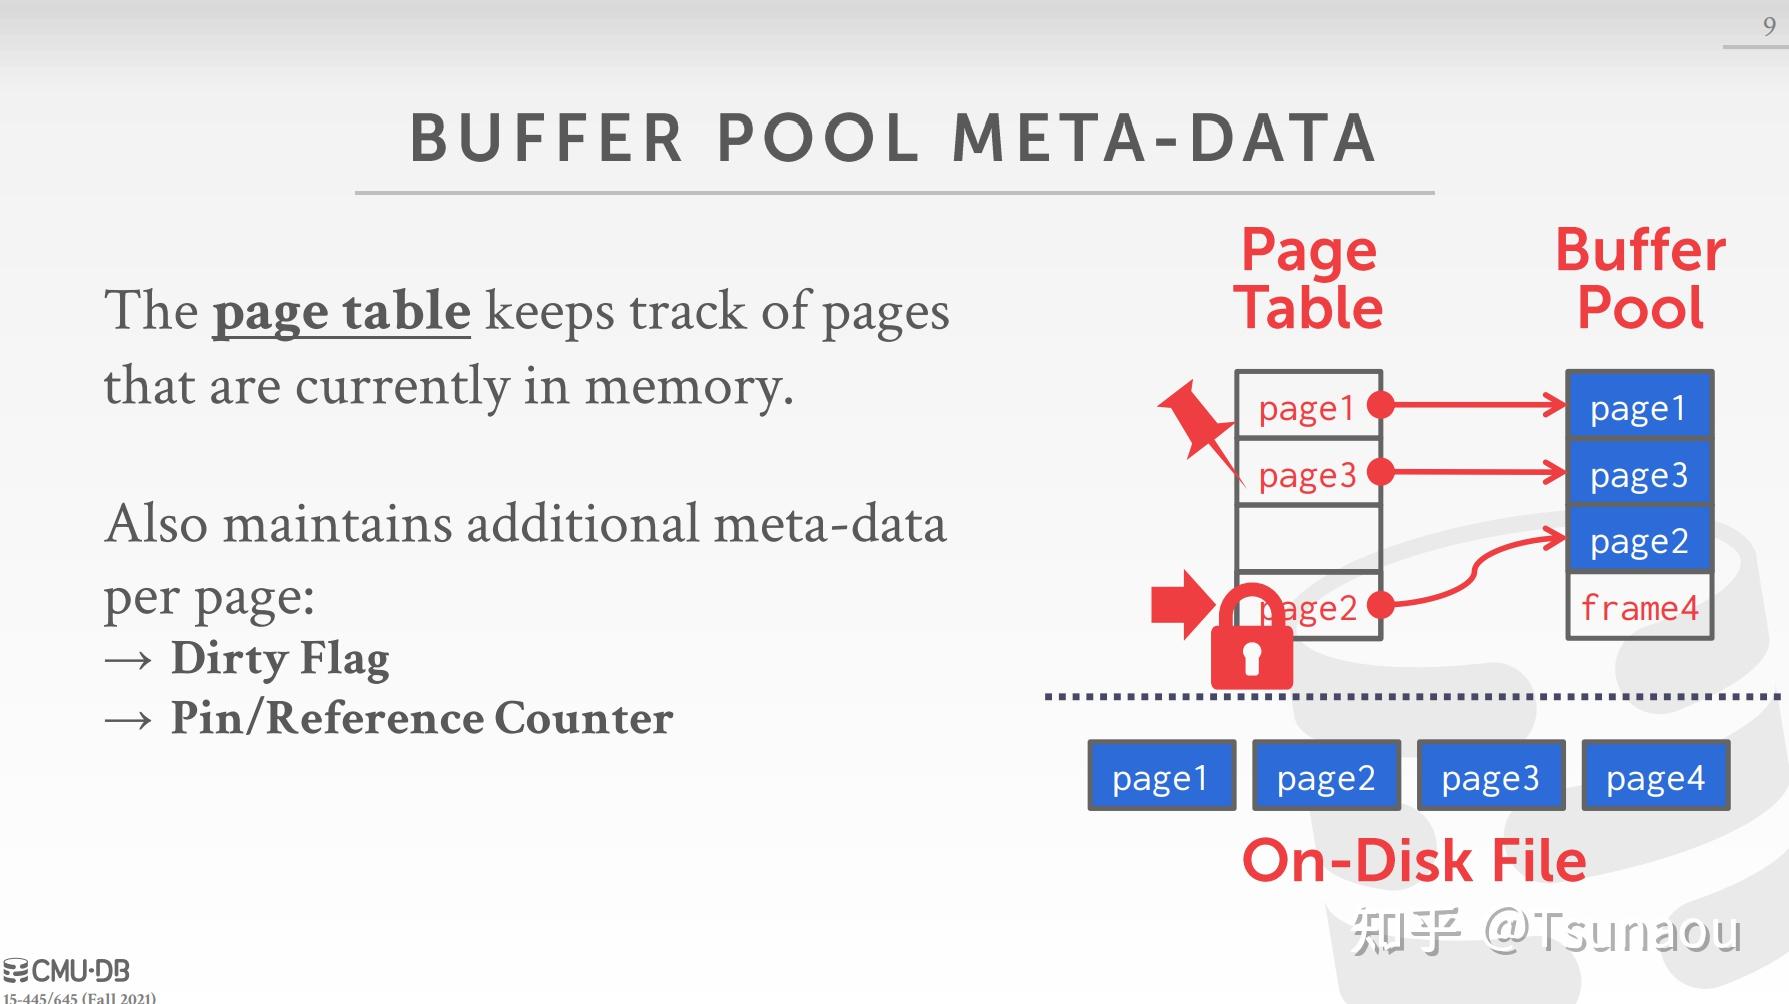 9
BUFFER POOL META-DATA
The page table keeps track of pages
that are currently in memory.
Also maintains additional meta-data
per page:
→ Dirty Flag
→ Pin/Reference Counter
Page
Table
Buffer
Pool
page1
page3
page2
page1
page3
page2
frame4
page1 page2 page3 page4
On-Disk File
知乎 @Tsunaou
CMU·DB
15-445/645 (Fall 2021)